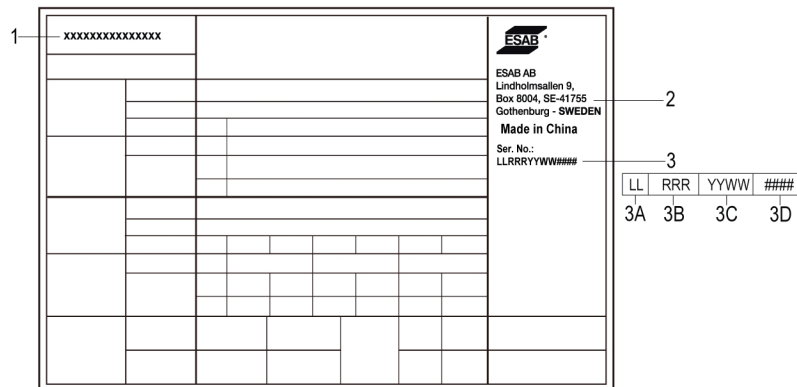 1
xxxxxxxxxxxxxxx
ESAB
ESAB AB
Lindholmsallen 9,
Box 8004, SE-41755
Gothenburg - SWEDEN
2
Made in China
Ser. No.:
LLRRRYYWW####
3
LL RRR YYWW ####
3A 3B 3C 3D